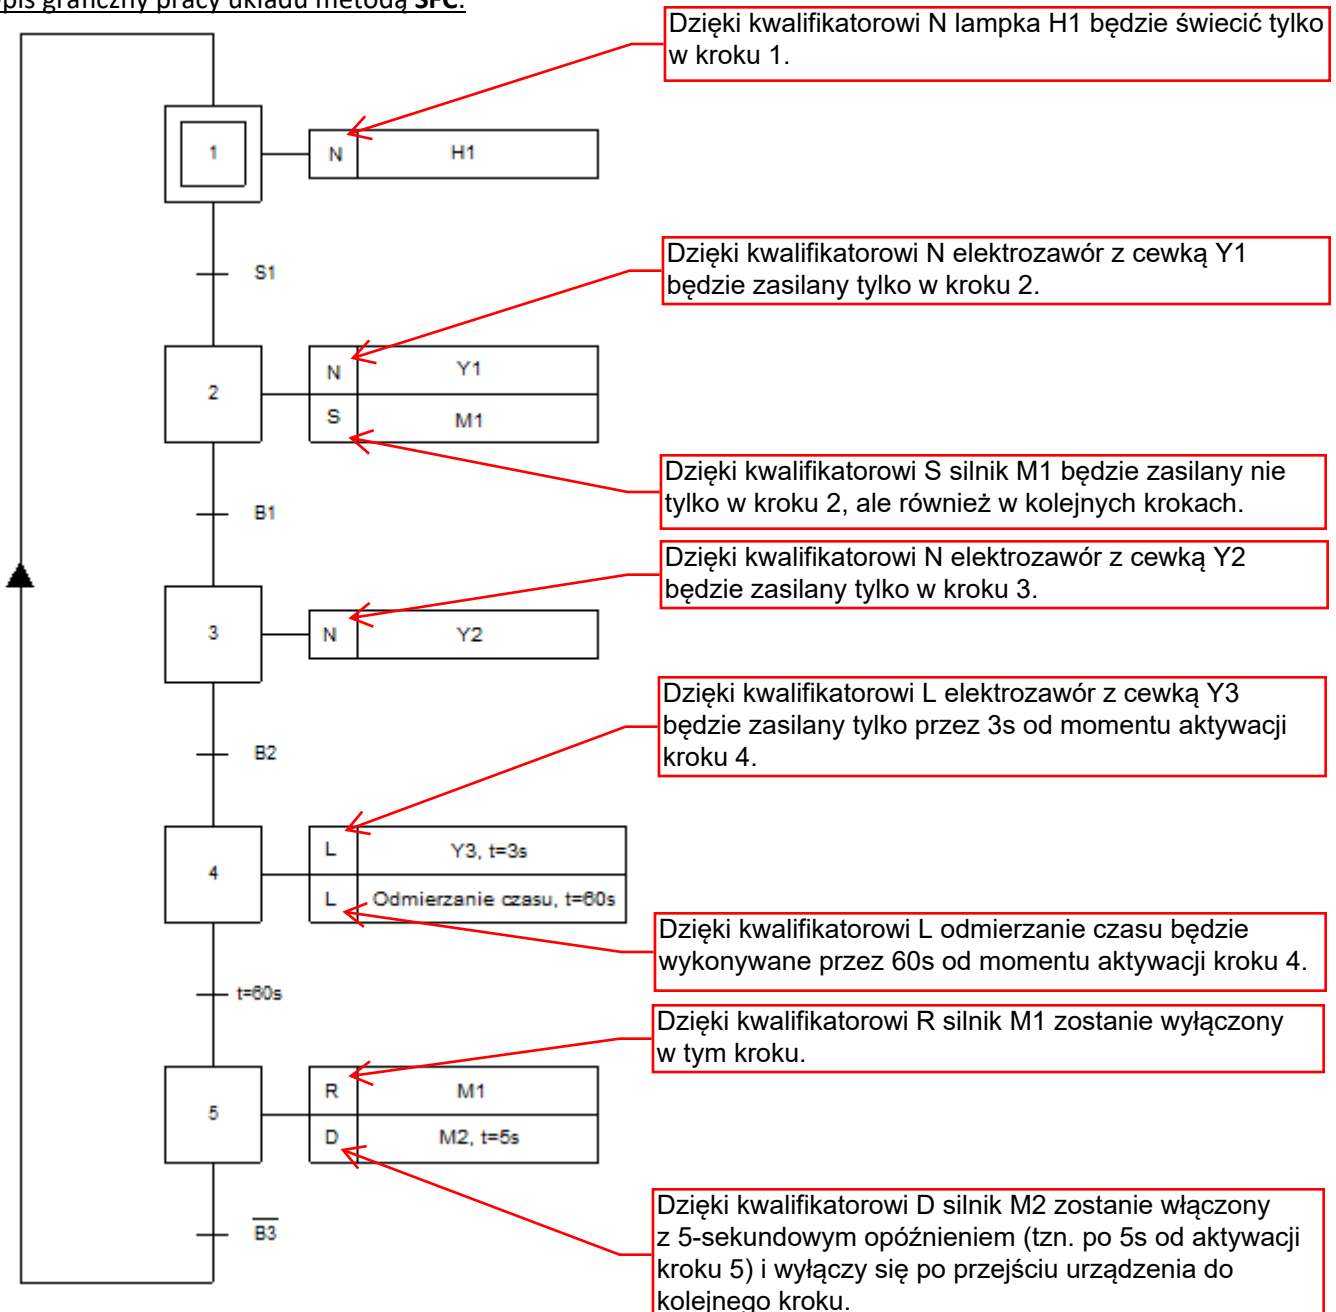 opis graficzny pracy układu metodą SFC:
Dzięki kwalifikatorowi N lampka H1 będzie świecić tylko
w kroku 1.
1
N
H1
S1
Dzięki kwalifikatorowi N elektrozawór z cewką Y1
będzie zasilany tylko w kroku 2.
2
N
Y1
S
M1
Dzięki kwalifikatorowi S silnik M1 będzie zasilany nie
tylko w kroku 2, ale również w kolejnych krokach.
B1
Dzięki kwalifikatorowi N elektrozawór z cewką Y2
będzie zasilany tylko w kroku 3.
3
N
Y2
Dzięki kwalifikatorowi L elektrozawór z cewką Y3
będzie zasilany tylko przez 3s od momentu aktywacji
kroku 4.
B2
4
L
Y3, t=3s
L
Odmierzanie czasu, t=60s
Dzięki kwalifikatorowi L odmierzanie czasu będzie
wykonywane przez 60s od momentu aktywacji kroku 4.
t=60s
Dzięki kwalifikatorowi R silnik M1 zostanie wyłączony
w tym kroku.
5
R
M1
D
M2, t=5s
Dzięki kwalifikatorowi D silnik M2 zostanie włączony
z 5-sekundowym opóźnieniem (tzn. po 5s od aktywacji
kroku 5) i wyłączy się po przejściu urządzenia do
kolejnego kroku.
B̅3̅